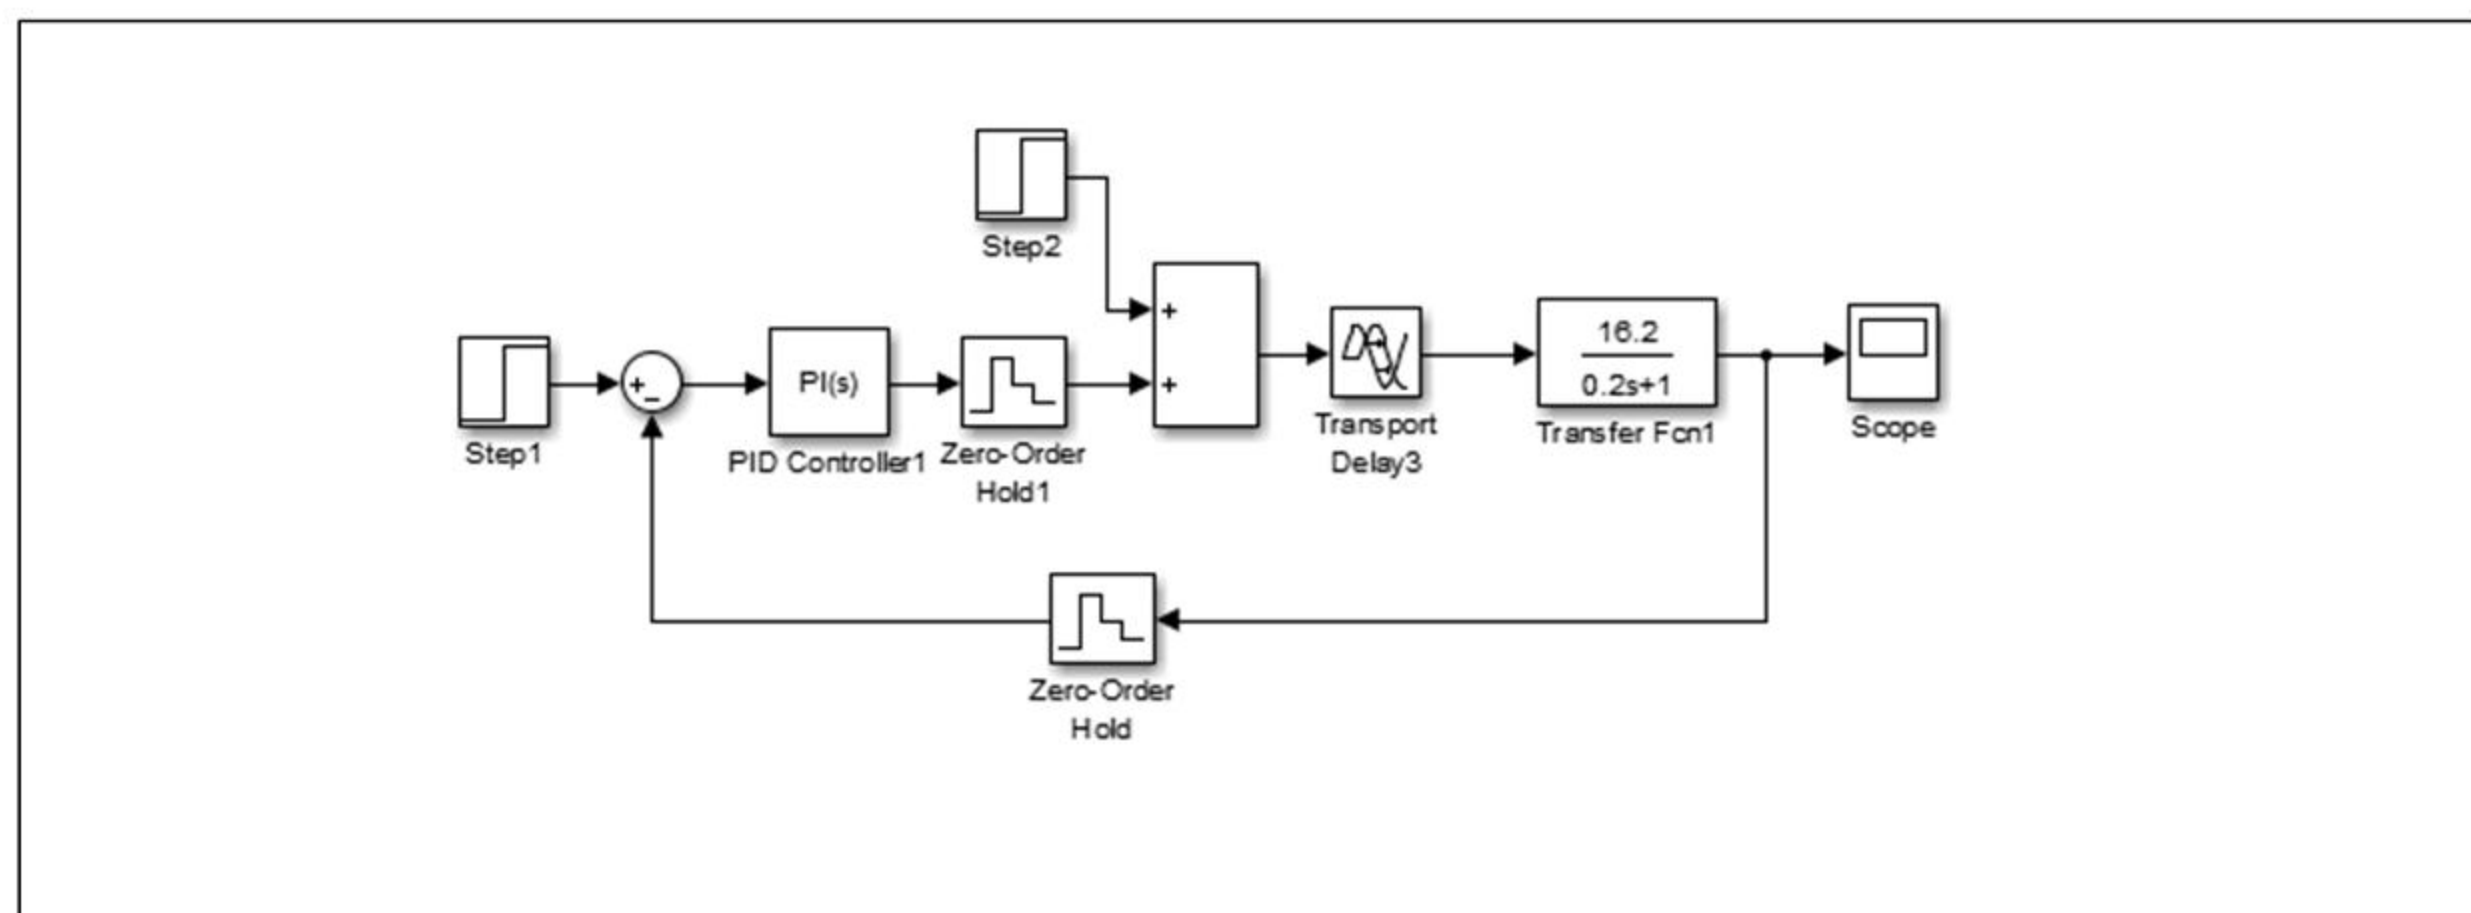 Step2
+
Step1
+
−
PI(s)
PID Controller1
Zero-Order
Hold1
+
Transport
Delay3
16.2
0.2s+1
Transfer Fcn1
Scope
Zero-Order
Hold